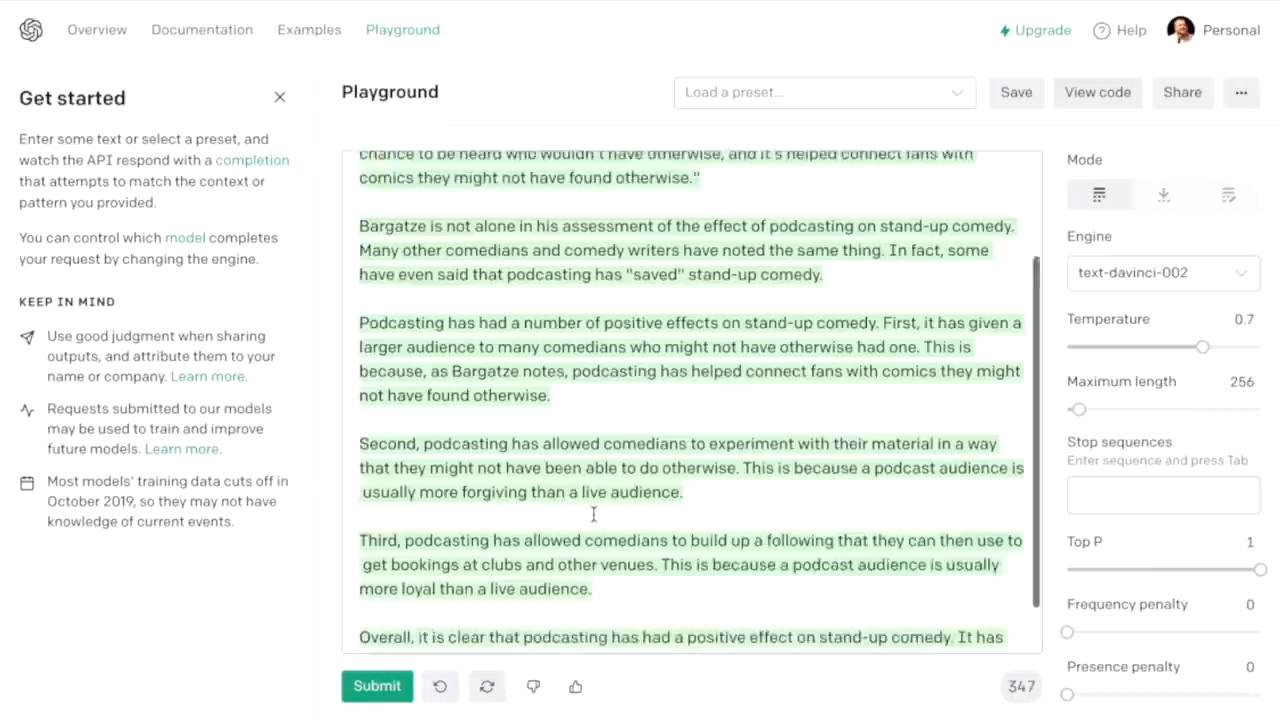 Overview Documentation Examples Playground Upgrade Help Personal
Get started
Enter some text or select a preset, and
watch the API respond with a completion
that attempts to match the context or
pattern you provided.
You can control which model completes
your request by changing the engine.
KEEP IN MIND
Use good judgment when sharing
outputs, and attribute them to your
name or company. Learn more.
Requests submitted to our models
may be used to train and improve
future models. Learn more.
Most models' training data cuts off in
October 2019, so they may not have
knowledge of current events.
Playground Load a preset... Save View code Share ...
chance to be heard who wouldn't have otherwise, and it's helped connect fans with
comics they might not have found otherwise."
Bargatze is not alone in his assessment of the effect of podcasting on stand-up comedy.
Many other comedians and comedy writers have noted the same thing. In fact, some
have even said that podcasting has "saved" stand-up comedy.
Podcasting has had a number of positive effects on stand-up comedy. First, it has given a
larger audience to many comedians who might not have otherwise had one. This is
because, as Bargatze notes, podcasting has helped connect fans with comics they might
not have found otherwise.
Second, podcasting has allowed comedians to experiment with their material in a way
that they might not have been able to do otherwise. This is because a podcast audience is
usually more forgiving than a live audience.
Third, podcasting has allowed comedians to build up a following that they can then use to
get bookings at clubs and other venues. This is because a podcast audience is usually
more loyal than a live audience.
Overall, it is clear that podcasting has had a positive effect on stand-up comedy. It has
Submit 347
Mode
Engine
text-davinci-002
Temperature 0.7
Maximum length 256
Stop sequences
Enter sequence and press Tab
Top P 1
Frequency penalty 0
Presence penalty 0